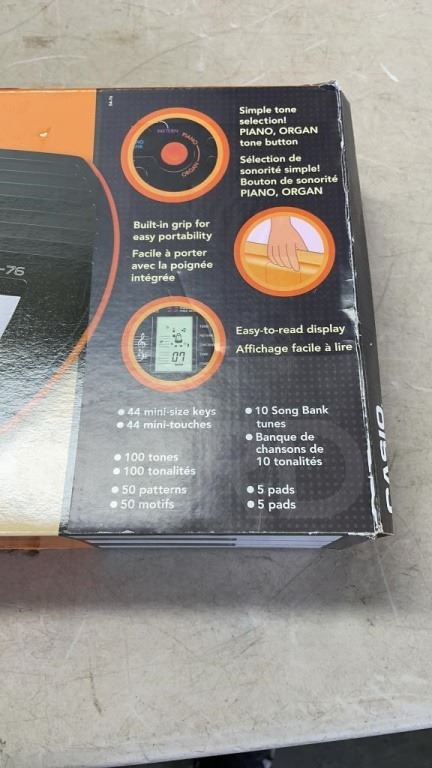 Simple tone
selection!
PIANO, ORGAN
tone button
Sélection de
sonorité simple!
Bouton de sonorité
PIANO, ORGAN
PATTERN
PIANO
ORGAN
Built-in grip for
easy portability
Facile à porter
avec la poignée
intégrée
-76
Easy-to-read display
Affichage facile à lire
07
• 44 mini-size keys
• 44 mini-touches
• 100 tones
• 100 tonalités
• 50 patterns
• 50 motifs
• 10 Song Bank
tunes
• Banque de
chansons de
10 tonalités
• 5 pads
• 5 pads
CASIO